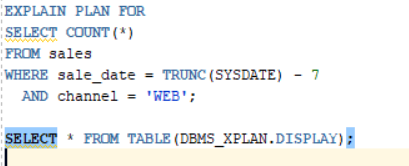 EXPLAIN PLAN FOR
SELECT COUNT(*)
FROM sales
WHERE sale_date = TRUNC(SYSDATE) - 7
  AND channel = 'WEB';

SELECT * FROM TABLE(DBMS_XPLAN.DISPLAY);